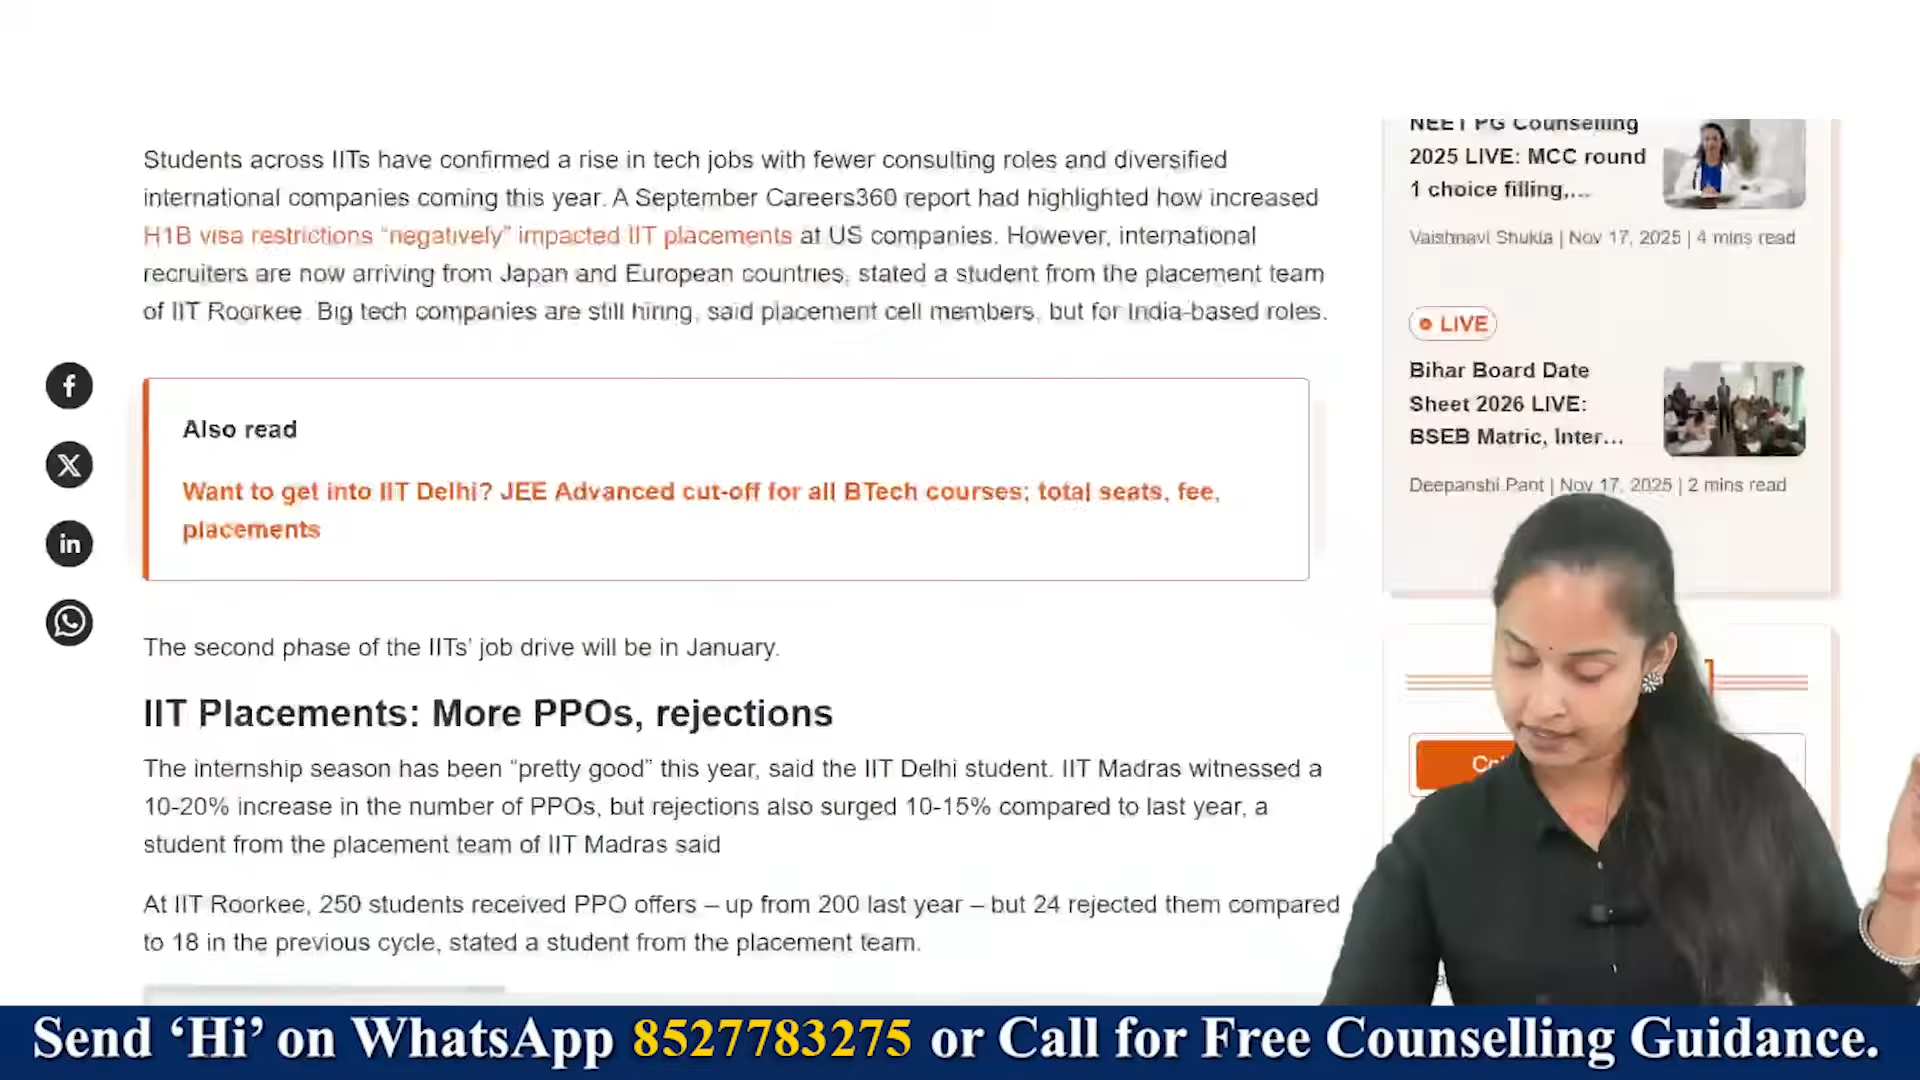 Students across IITs have confirmed a rise in tech jobs with fewer consulting roles and diversified
international companies coming this year. A September Careers360 report had highlighted how increased
H1B visa restrictions “negatively” impacted IIT placements at US companies. However, international
recruiters are now arriving from Japan and European countries, stated a student from the placement team
of IIT Roorkee. Big tech companies are still hiring, said placement cell members, but for India-based roles.
Also read
Want to get into IIT Delhi? JEE Advanced cut-off for all BTech courses; total seats, fee,
placements
The second phase of the IITs’ job drive will be in January.
IIT Placements: More PPOs, rejections
The internship season has been “pretty good” this year, said the IIT Delhi student. IIT Madras witnessed a
10-20% increase in the number of PPOs, but rejections also surged 10-15% compared to last year, a
student from the placement team of IIT Madras said
At IIT Roorkee, 250 students received PPO offers – up from 200 last year – but 24 rejected them compared
to 18 in the previous cycle, stated a student from the placement team.
NEET PG Counselling
2025 LIVE: MCC round
1 choice filling,...
Vaishnavi Shukla | Nov 17, 2025 | 4 mins read
LIVE
Bihar Board Date
Sheet 2026 LIVE:
BSEB Matric, Inter...
Deepanshi Pant | Nov 17, 2025 | 2 mins read
Send ‘Hi’ on WhatsApp 8527783275 or Call for Free Counselling Guidance.